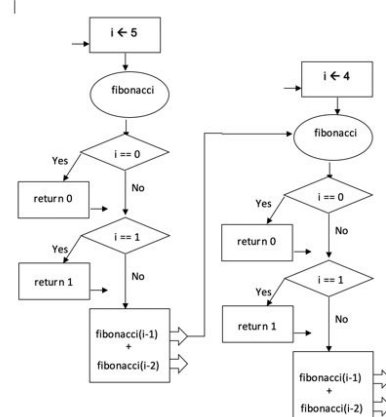 i ← 5
fibonacci
i == 0
Yes
No
return 0
i == 1
Yes
No
return 1
fibonacci(i-1)
+
fibonacci(i-2)
i ← 4
fibonacci
i == 0
Yes
No
return 0
i == 1
Yes
No
return 1
fibonacci(i-1)
+
fibonacci(i-2)